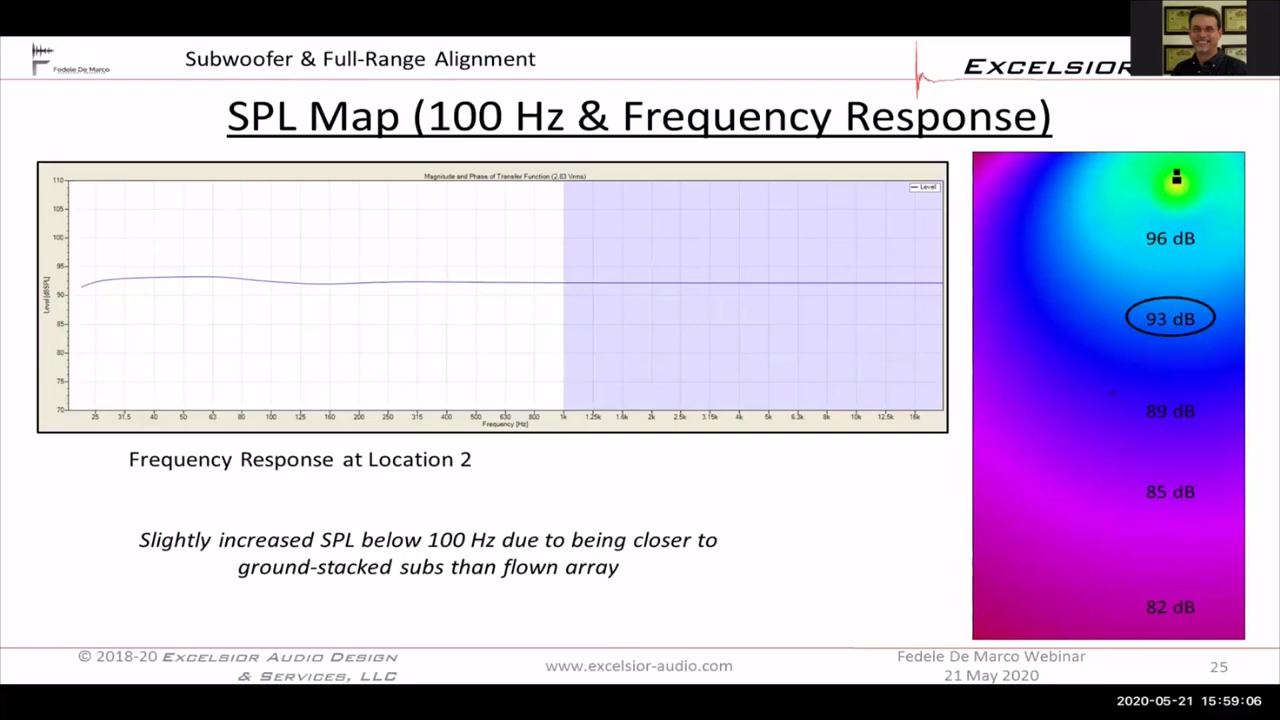 Fedele De Marco
Subwoofer & Full-Range Alignment
EXCELSIOR
SPL Map (100 Hz & Frequency Response)
Magnitude and Phase of Transfer Function (2.83 Vrms)
Level
110
105
100
95
90
85
80
75
70
Level [dBSPL]
25 31.5 40 50 63 80 100 125 160 200 250 315 400 500 630 800 1k 1.25k 1.6k 2k 2.5k 3.15k 4k 5k 6.3k 8k 10k 12.5k 16k
Frequency [Hz]
96 dB
93 dB
89 dB
85 dB
82 dB
Frequency Response at Location 2
Slightly increased SPL below 100 Hz due to being closer to
ground-stacked subs than flown array
© 2018-20 EXCELSIOR AUDIO DESIGN
& SERVICES, LLC
www.excelsior-audio.com
Fedele De Marco Webinar
21 May 2020
25
2020-05-21 15:59:06